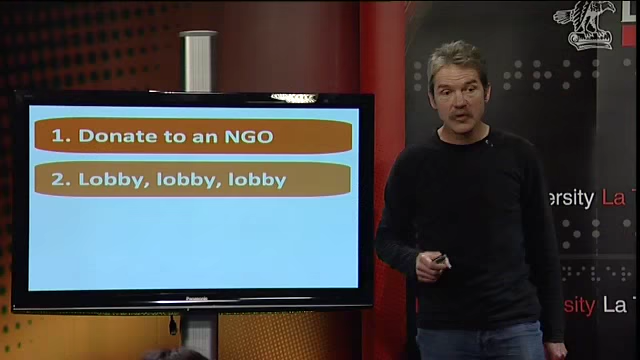 1. Donate to an NGO
2. Lobby, lobby, lobby
Panasonic
ersity La T
ersity La T